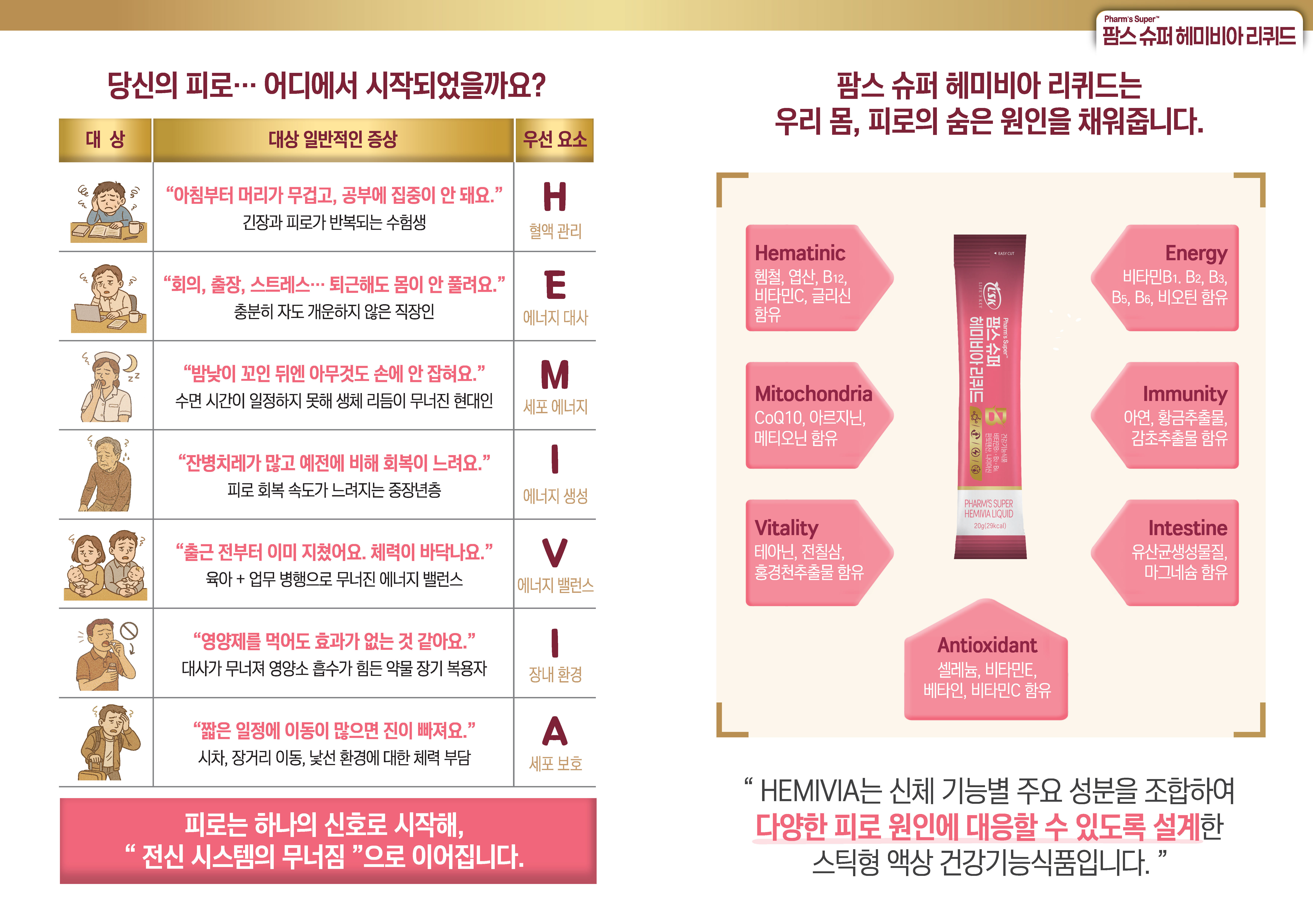 Pharm's Super™
팜스 슈퍼 헤미비아 리퀴드
당신의 피로… 어디에서 시작되었을까요?
대 상
대상 일반적인 증상
우선 요소
“아침부터 머리가 무겁고, 공부에 집중이 안 돼요.”
긴장과 피로가 반복되는 수험생
H
혈액 관리
“회의, 출장, 스트레스… 퇴근해도 몸이 안 풀려요.”
충분히 자도 개운하지 않은 직장인
E
에너지 대사
“밤낮이 꼬인 뒤엔 아무것도 손에 안 잡혀요.”
수면 시간이 일정하지 못해 생체 리듬이 무너진 현대인
M
세포 에너지
“잔병치레가 많고 예전에 비해 회복이 느려요.”
피로 회복 속도가 느려지는 중장년층
I
에너지 생성
“출근 전부터 이미 지쳤어요. 체력이 바닥나요.”
육아 + 업무 병행으로 무너진 에너지 밸런스
V
에너지 밸런스
“영양제를 먹어도 효과가 없는 것 같아요.”
대사가 무너져 영양소 흡수가 힘든 약물 장기 복용자
I
장내 환경
“짧은 일정에 이동이 많으면 진이 빠져요.”
시차, 장거리 이동, 낯선 환경에 대한 체력 부담
A
세포 보호
피로는 하나의 신호로 시작해,
“ 전신 시스템의 무너짐 ”으로 이어집니다.
팜스 슈퍼 헤미비아 리퀴드는
우리 몸, 피로의 숨은 원인을 채워줍니다.
Hematinic
헴철, 엽산, B12,
비타민C, 글리신
함유
Energy
비타민B1. B2, B3,
B5, B6, 비오틴 함유
Mitochondria
CoQ10, 아르지닌,
메티오닌 함유
Immunity
아연, 황금추출물,
감초추출물 함유
Vitality
테아닌, 전칠삼,
홍경천추출물 함유
Intestine
유산균생성물질,
마그네슘 함유
Antioxidant
셀레늄, 비타민E,
베타인, 비타민C 함유
EASY CUT
Pharm's Super™
팜스 슈퍼
헤미비아 리퀴드
B
건강기능식품
PHARM'S SUPER
HEMIVIA LIQUID
20g(29kcal)
“ HEMIVIA는 신체 기능별 주요 성분을 조합하여
다양한 피로 원인에 대응할 수 있도록 설계한
스틱형 액상 건강기능식품입니다. ”